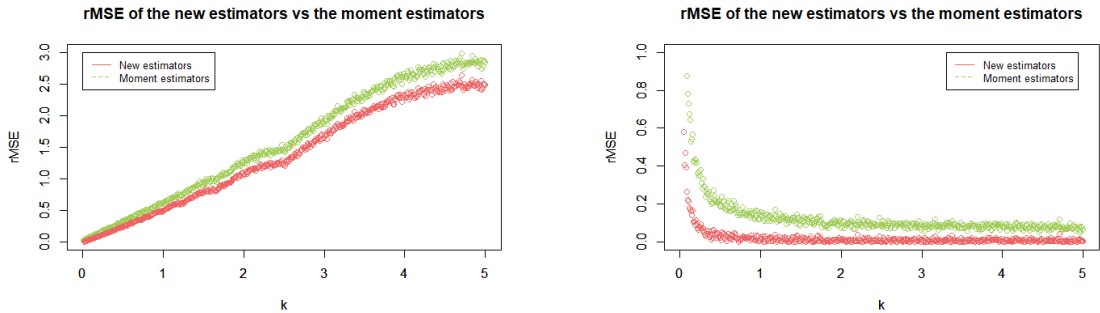 rMSE of the new estimators vs the moment estimators
rMSE
3.0
2.5
2.0
1.5
1.0
0.5
0.0
New estimators
Moment estimators
0 1 2 3 4 5
k
rMSE of the new estimators vs the moment estimators
rMSE
1.0
0.8
0.6
0.4
0.2
0.0
New estimators
Moment estimators
0 1 2 3 4 5
k